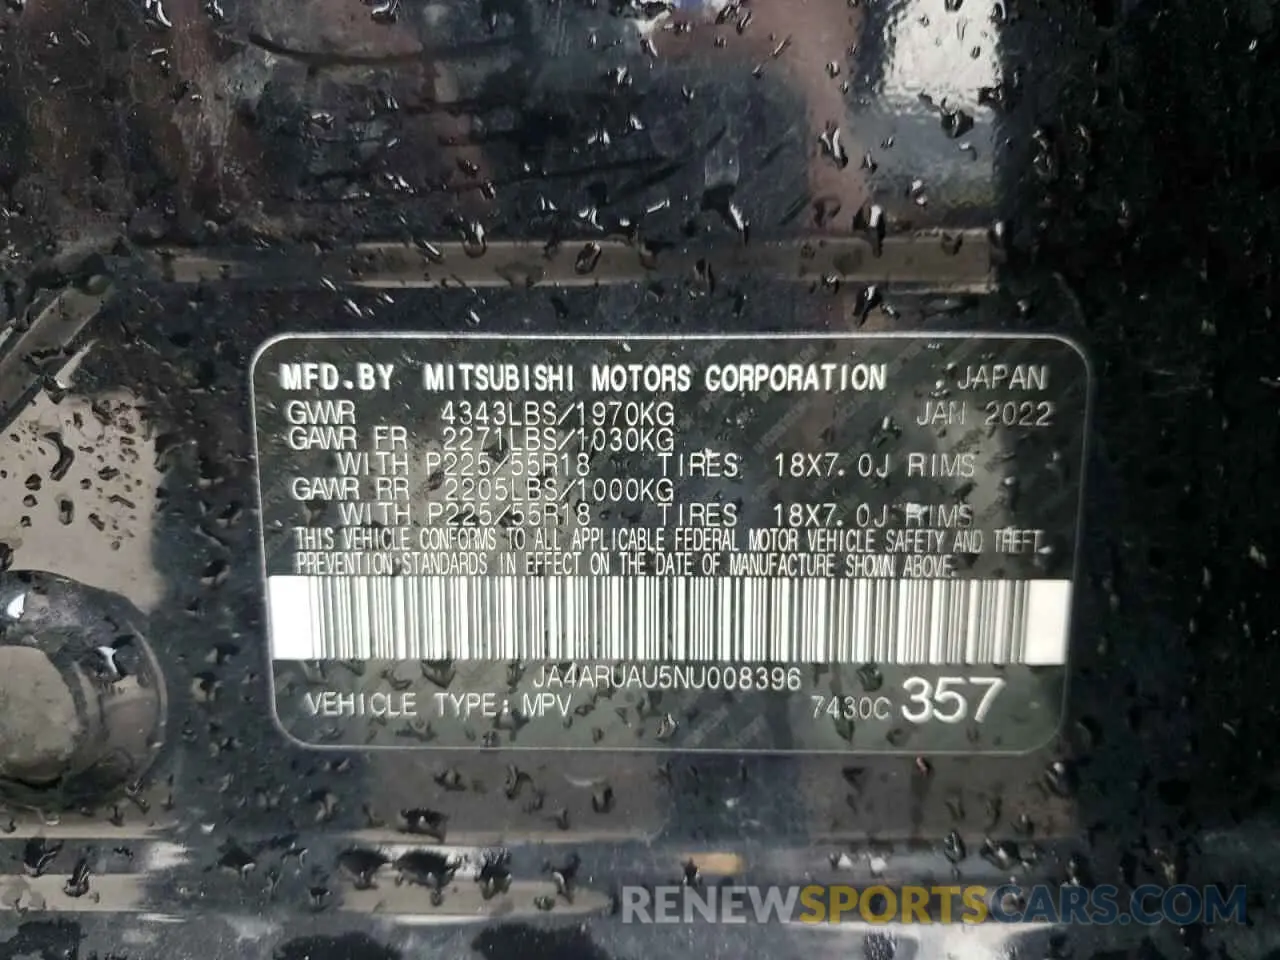 MFD.BY MITSUBISHI MOTORS CORPORATION JAPAN
GVWR 4343LBS/1970KG JAN 2022
GAWR FR 2271LBS/1030KG
WITH P225/55R18 TIRES 18X7.0J RIMS
GAWR RR 2205LBS/1000KG
WITH P225/55R18 TIRES 18X7.0J RIMS
THIS VEHICLE CONFORMS TO ALL APPLICABLE FEDERAL MOTOR VEHICLE SAFETY AND THEFT
PREVENTION STANDARDS IN EFFECT ON THE DATE OF MANUFACTURE SHOWN ABOVE.
JA4ARUAU5NU008396
VEHICLE TYPE: MPV 7430C 357
RENEWSPORTSCARS.COM